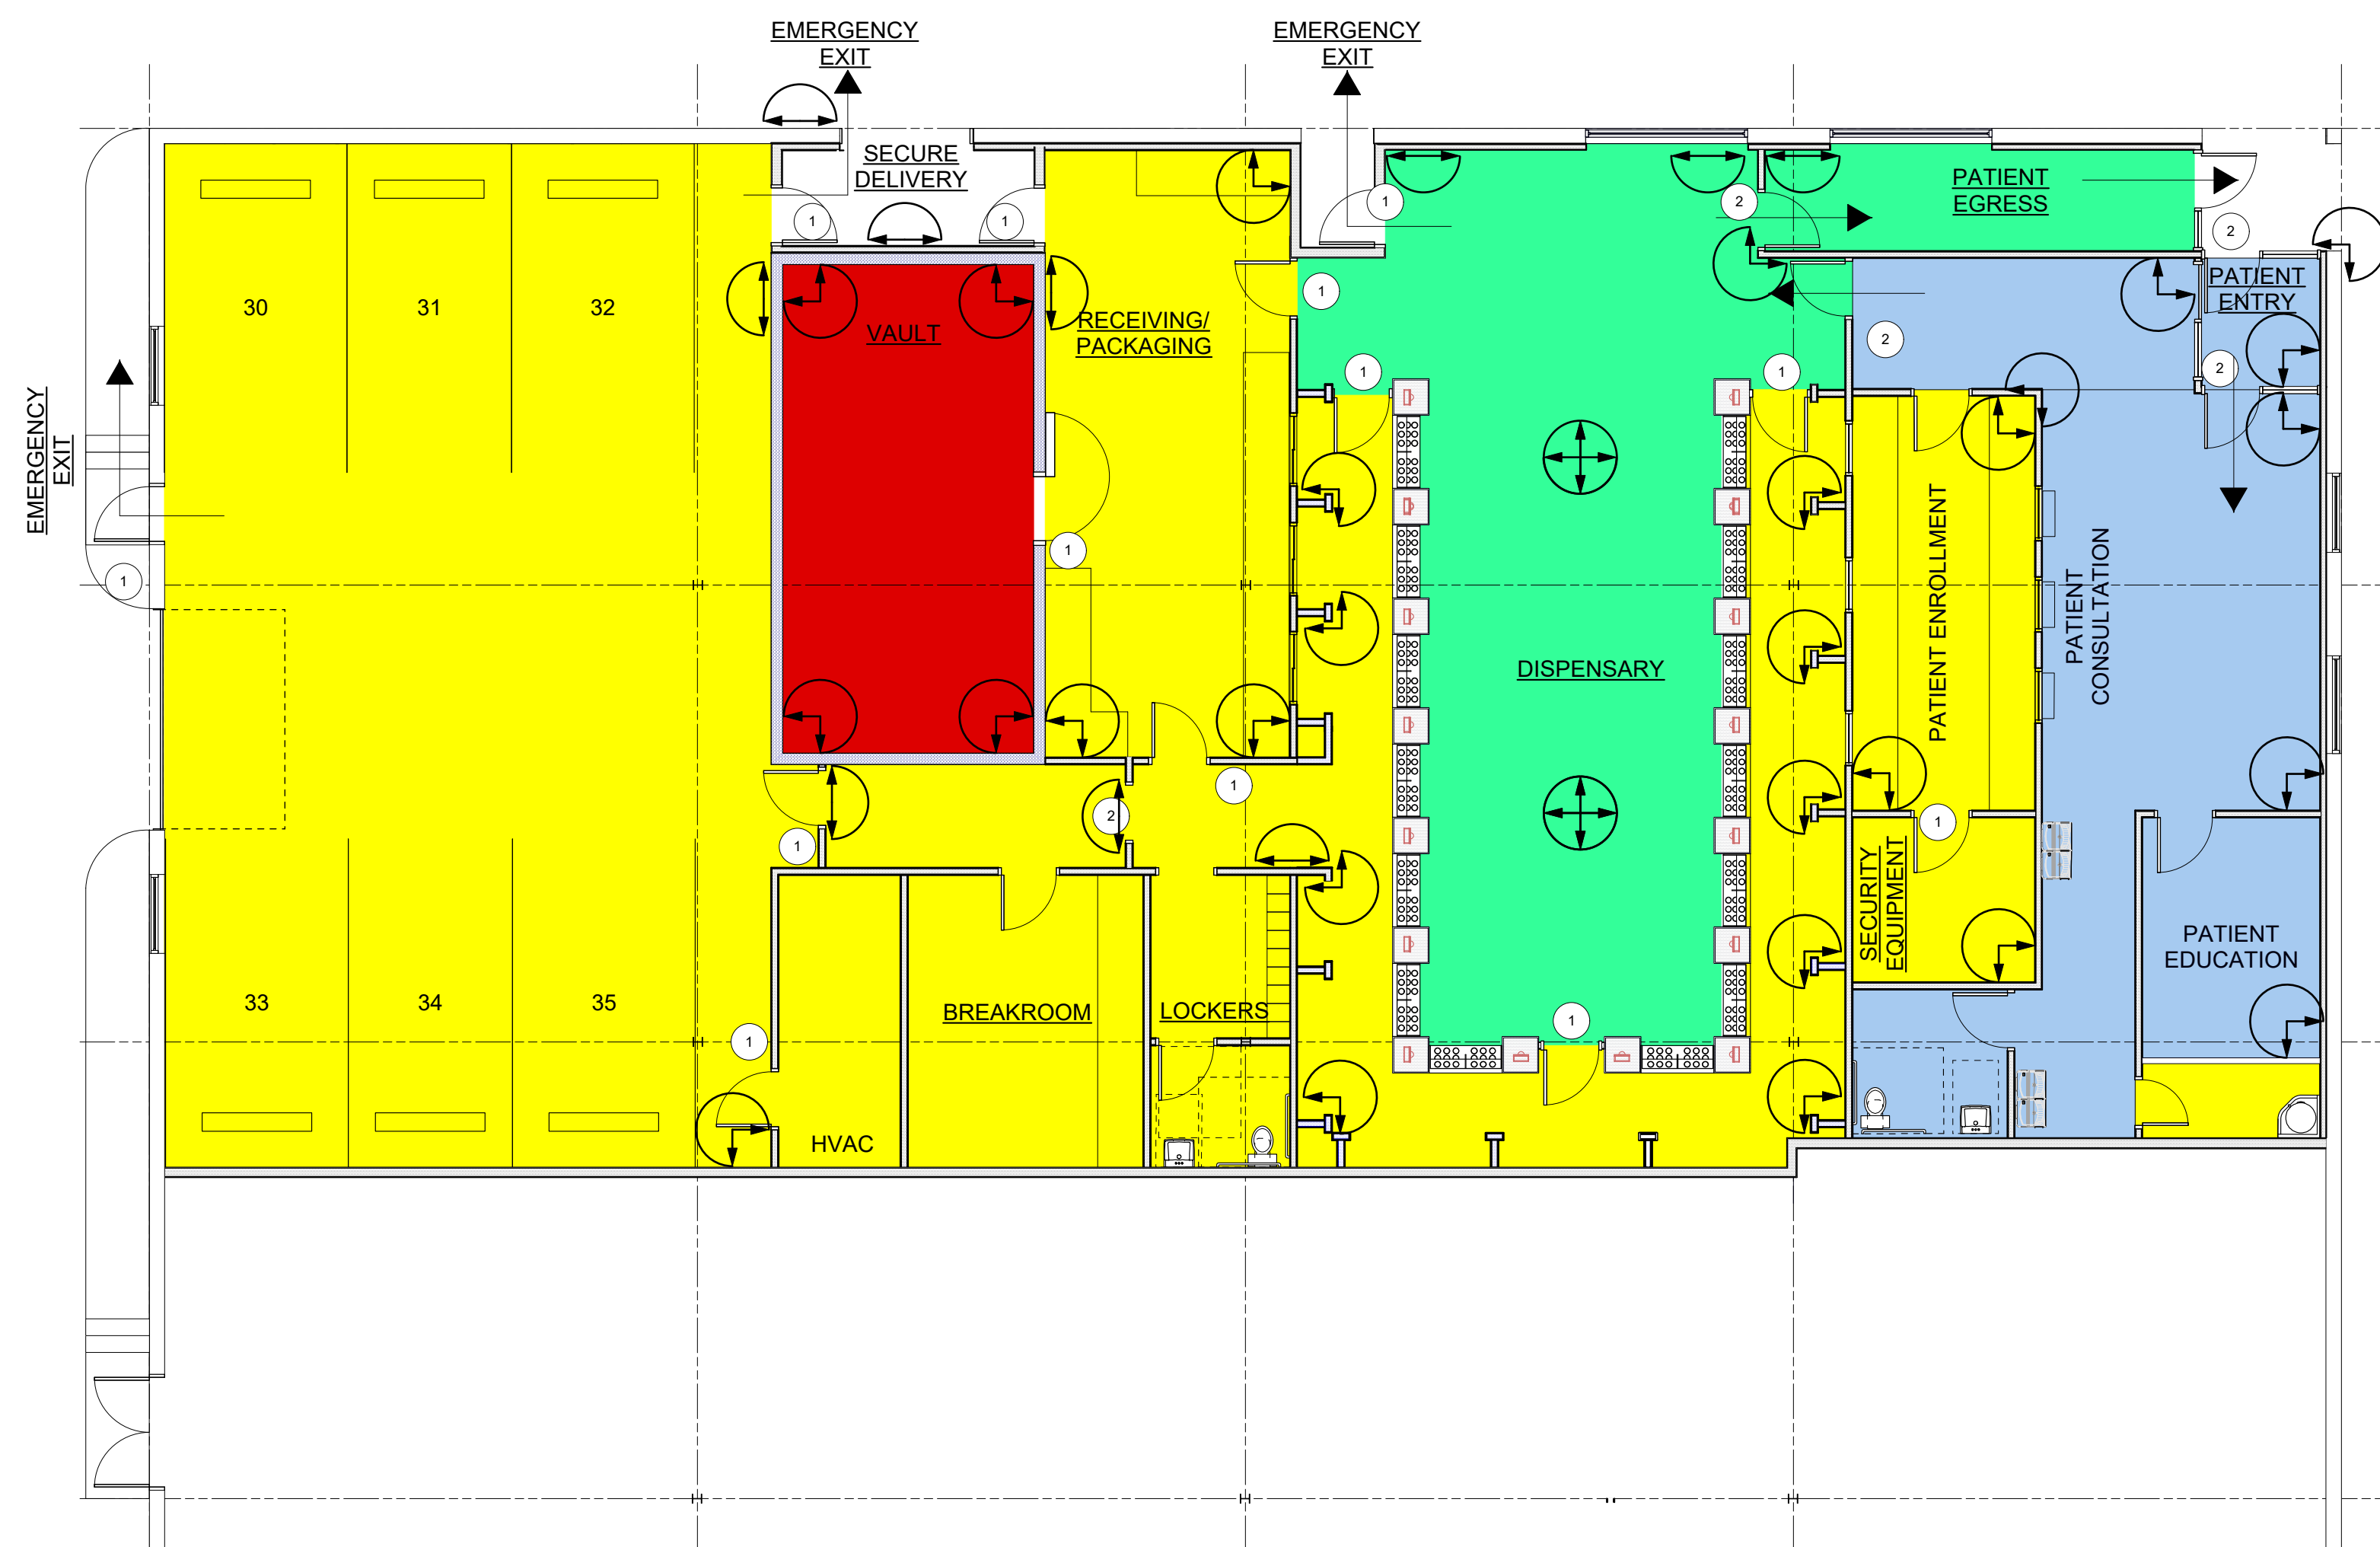 EMERGENCY
EXIT
EMERGENCY
EXIT
SECURE
DELIVERY
PATIENT
EGRESS
1
1
1
2
2
30
31
32
VAULT
RECEIVING/
PACKAGING
1
PATIENT
ENTRY
2
2
1
1
EMERGENCY
EXIT
1
1
PATIENT ENROLLMENT
PATIENT
CONSULTATION
DISPENSARY
1
2
1
1
SECURITY
EQUIPMENT
1
33
34
35
BREAKROOM
LOCKERS
PATIENT
EDUCATION
1
1
HVAC